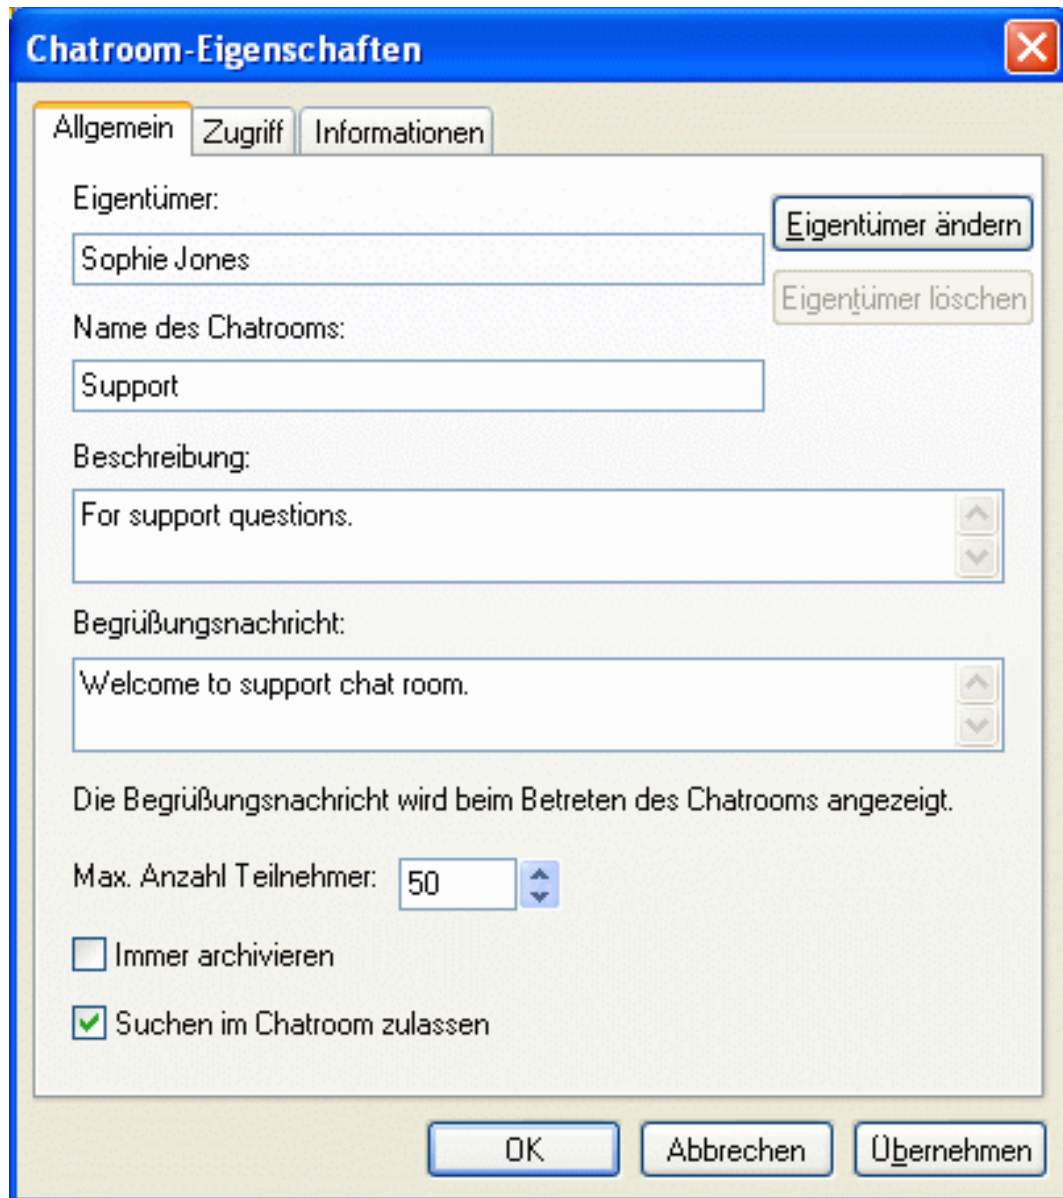 Chatroom-Eigenschaften
Allgemein Zugriff Informationen
Eigentümer:
Eigentümer ändern
Sophie Jones
Eigentümer löschen
Name des Chatrooms:
Support
Beschreibung:
For support questions.
Begrüßungsnachricht:
Welcome to support chat room.
Die Begrüßungsnachricht wird beim Betreten des Chatrooms angezeigt.
Max. Anzahl Teilnehmer: 50
Immer archivieren
Suchen im Chatroom zulassen
OK Abbrechen Übernehmen